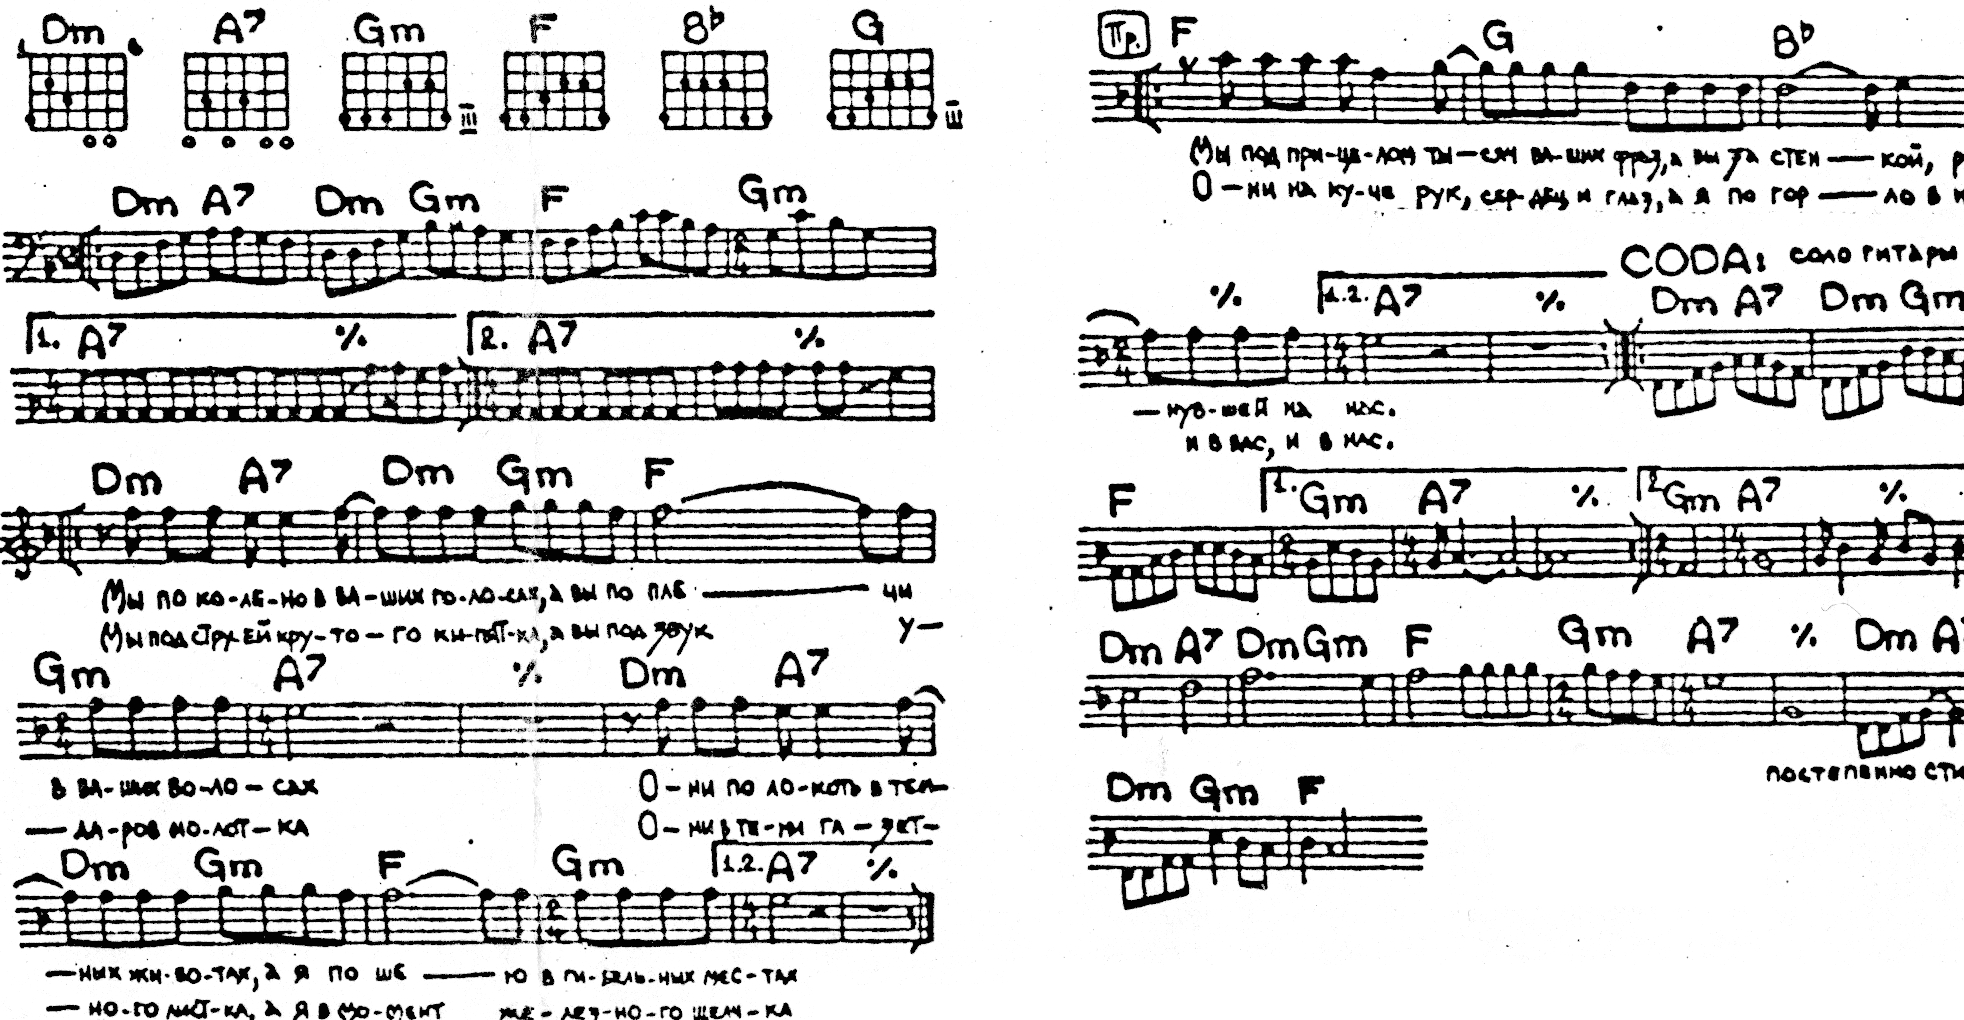 Dm A7 Gm F B♭ G
III III
Dm A7 Dm Gm F Gm
1. A7 % 2. A7 %
Dm A7 Dm Gm F
Мы по ко-ле-но в ва-ших го-ло-сах, а вы по пле — чи
Мы под стру-ей кру-то-го ки-пят-ка, а вы под звук у—
Gm A7 % Dm A7
в ва-ших во-ло-сах О-ни по ло-коть в тем—
— да-ров мо-лот-ка О-ни в те-ни га-зет-
Dm Gm F Gm 1.2. A7 %
—ных жи-во-тах, а я по ше — ю в ги-бель-ных мес-тах
— но-го лист-ка, а я в мо-мент же-лез-но-го щелч-ка
Пр. F G B♭
Мы под при-це-лом ты-сяч ва-ших фраз, а вы за стен — кой, р
О-ни на ку-че рук, сер-дец и глаз, а я по гор — ло в н
CODA: соло гитары
% 1.2. A7 % Dm A7 Dm Gm
— нув-шей на нас.
и в вас, и в нас.
F 1. Gm A7 % 2. Gm A7 %
Dm A7 Dm Gm F Gm A7 % Dm A
постепенно сти
Dm Gm F